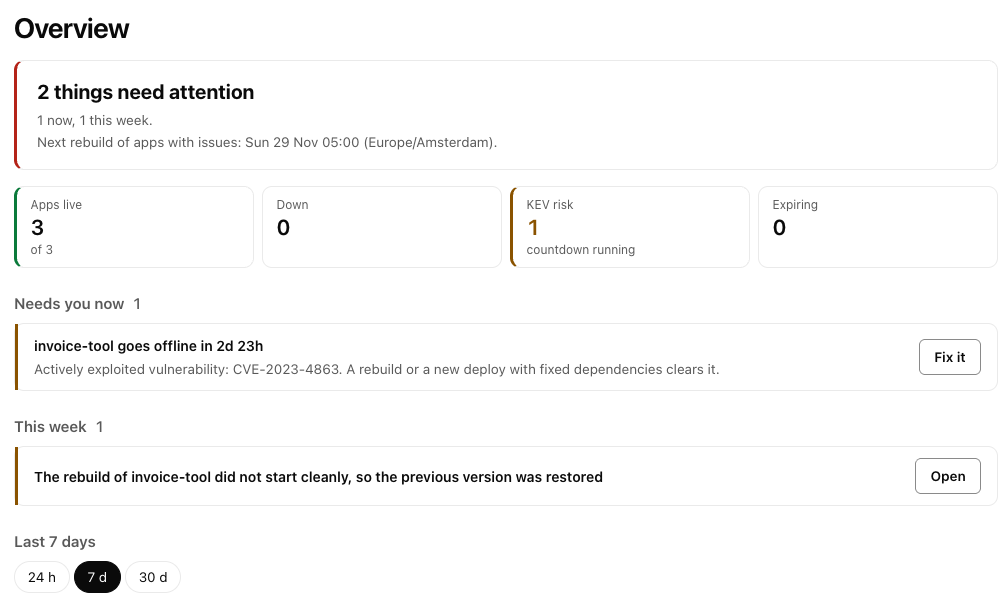 Overview
2 things need attention
1 now, 1 this week.
Next rebuild of apps with issues: Sun 29 Nov 05:00 (Europe/Amsterdam).
Apps live
3
of 3
Down
0
KEV risk
1
countdown running
Expiring
0
Needs you now 1
invoice-tool goes offline in 2d 23h
Actively exploited vulnerability: CVE-2023-4863. A rebuild or a new deploy with fixed dependencies clears it.
Fix it
This week 1
The rebuild of invoice-tool did not start cleanly, so the previous version was restored
Open
Last 7 days
24 h 7 d 30 d